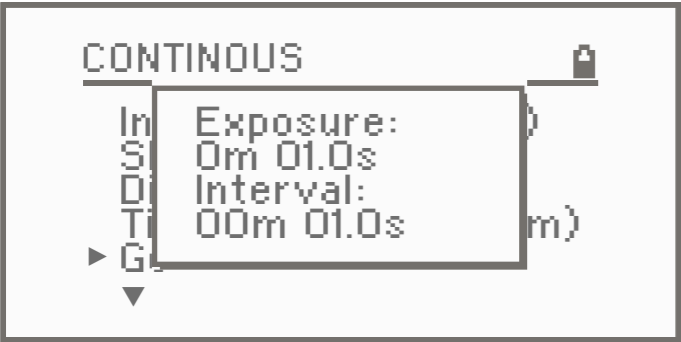 CONTINOUS
Exposure:
0m 01.0s
Interval:
00m 01.0s